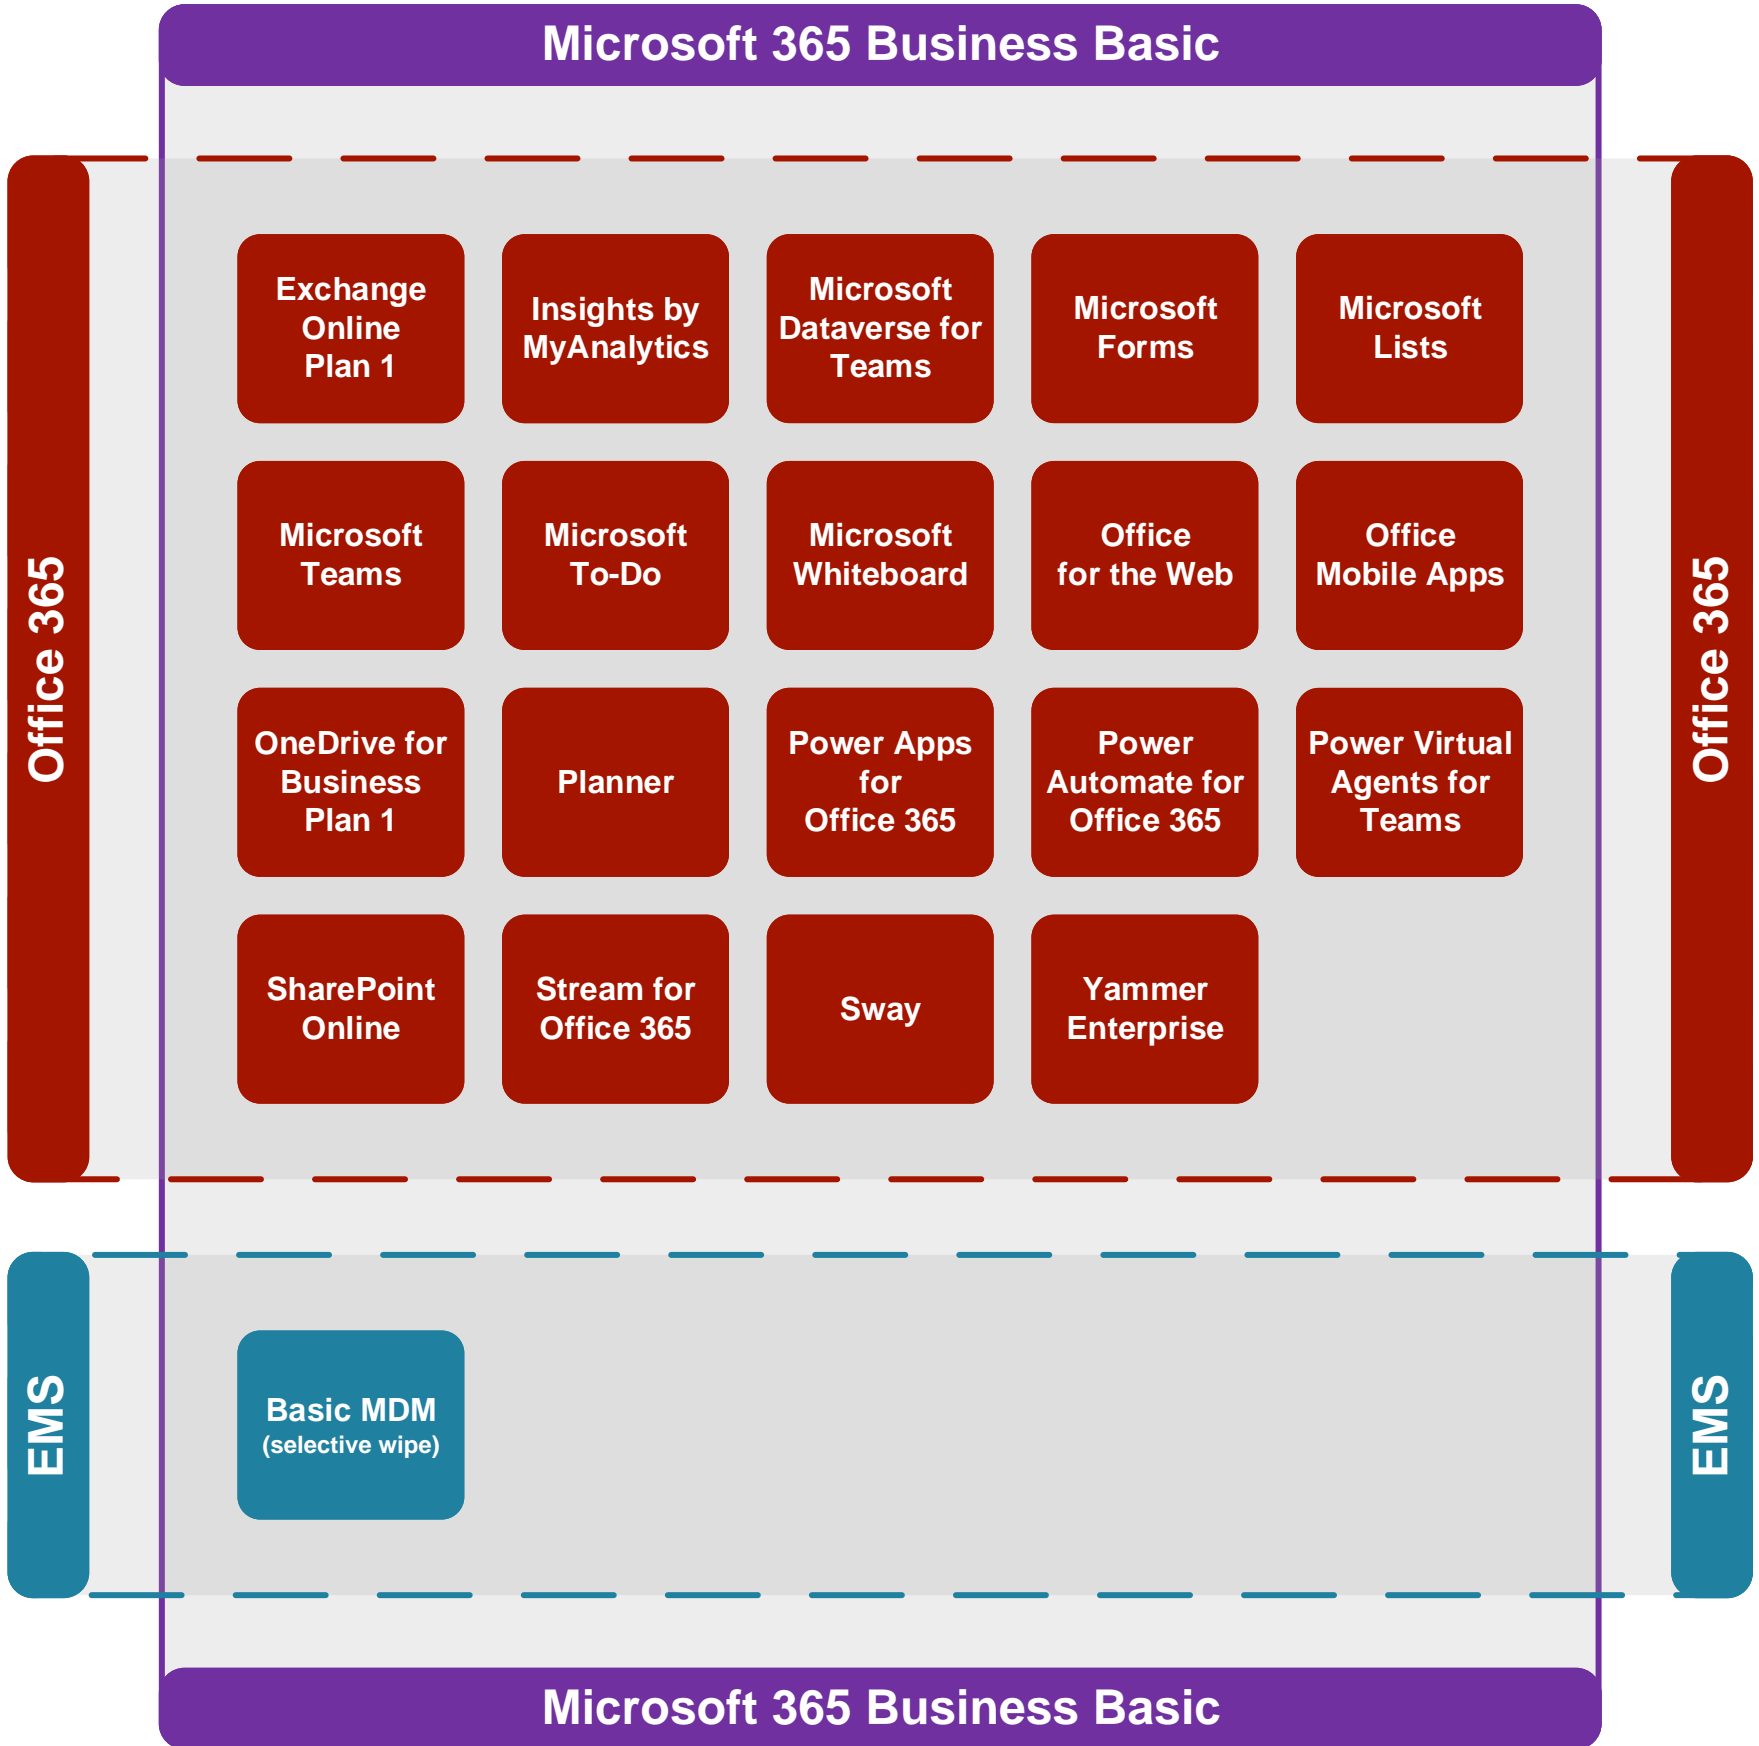 Microsoft 365 Business Basic
Office 365
Office 365
Exchange
Online
Plan 1
Insights by
MyAnalytics
Microsoft
Dataverse for
Teams
Microsoft
Forms
Microsoft
Lists
Microsoft
Teams
Microsoft
To-Do
Microsoft
Whiteboard
Office
for the Web
Office
Mobile Apps
OneDrive for
Business
Plan 1
Planner
Power Apps
for
Office 365
Power
Automate for
Office 365
Power Virtual
Agents for
Teams
SharePoint
Online
Stream for
Office 365
Sway
Yammer
Enterprise
EMS
EMS
Basic MDM
(selective wipe)
Microsoft 365 Business Basic